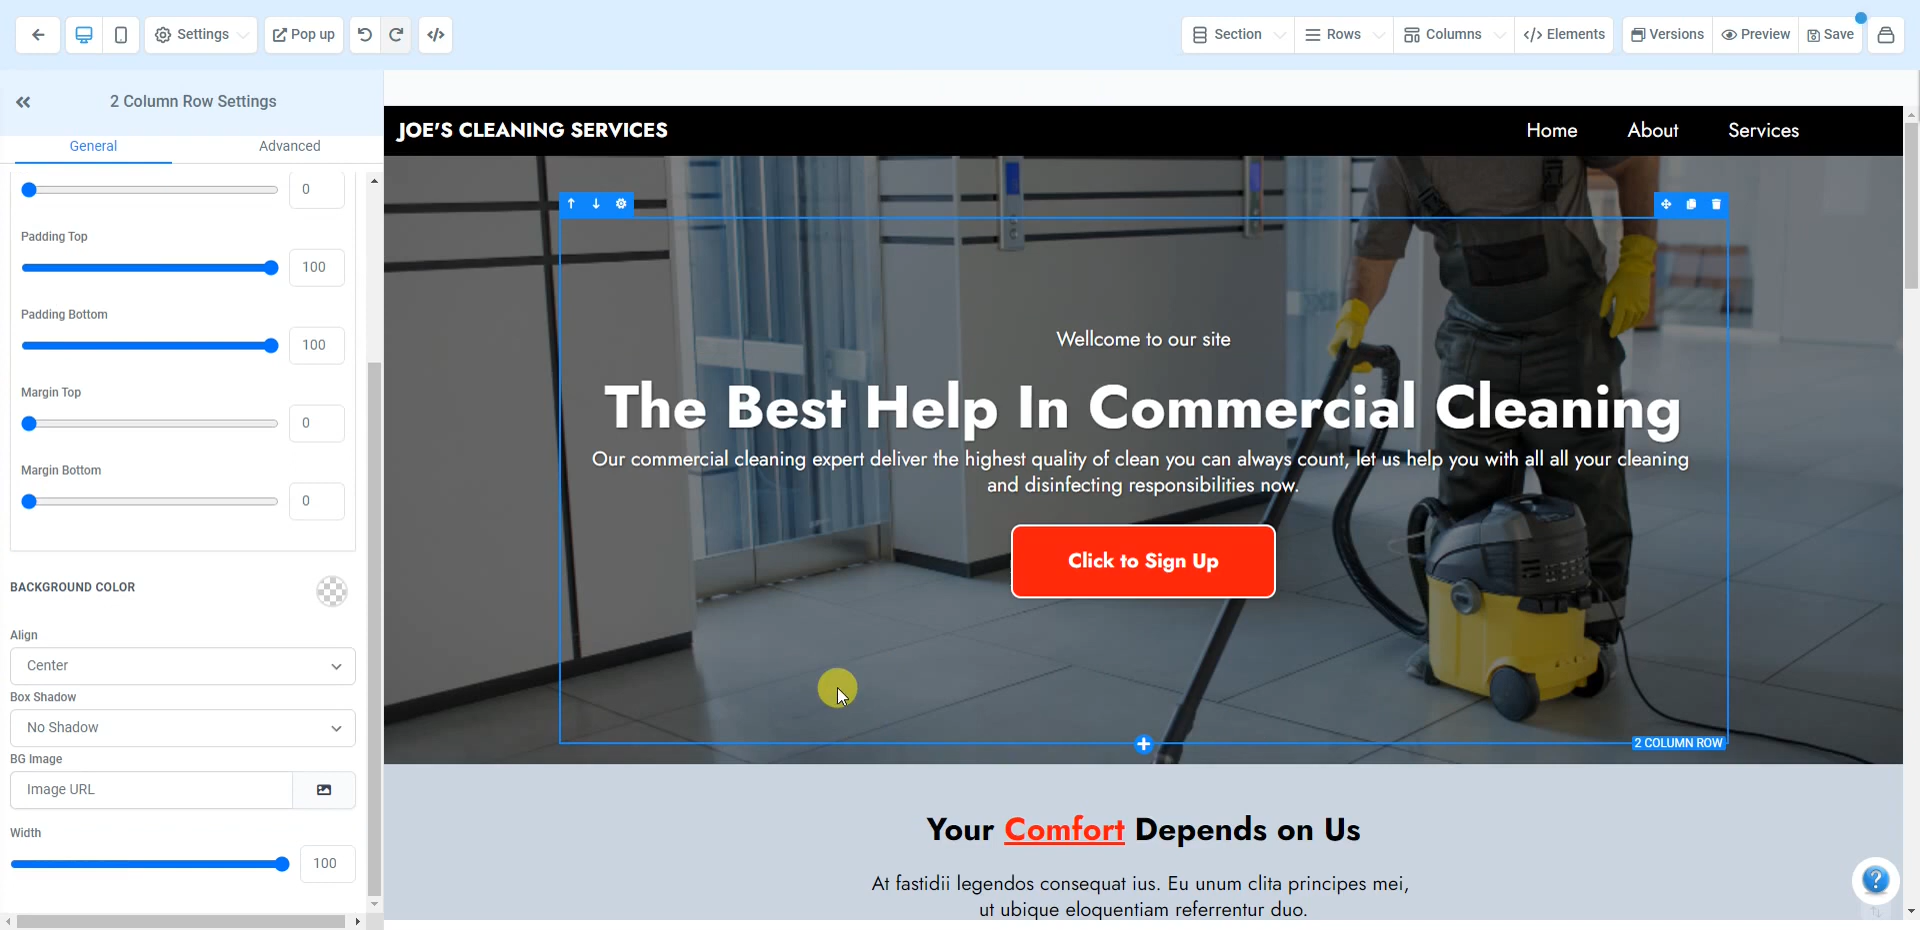 Settings
Pop up
Section
Rows
Columns
</> Elements
Versions
Preview
Save
2 Column Row Settings
General
Advanced
0
Padding Top
100
Padding Bottom
100
Margin Top
0
Margin Bottom
0
BACKGROUND COLOR
Align
Center
Box Shadow
No Shadow
BG Image
Image URL
Width
100
JOE'S CLEANING SERVICES
Home
About
Services
Wellcome to our site
The Best Help In Commercial Cleaning
Our commercial cleaning expert deliver the highest quality of clean you can always count, let us help you with all all your cleaning
and disinfecting responsibilities now.
Click to Sign Up
2 COLUMN ROW
Your Comfort Depends on Us
At fastidii legendos consequat ius. Eu unum clita principes mei,
ut ubique eloquentiam referrentur duo.